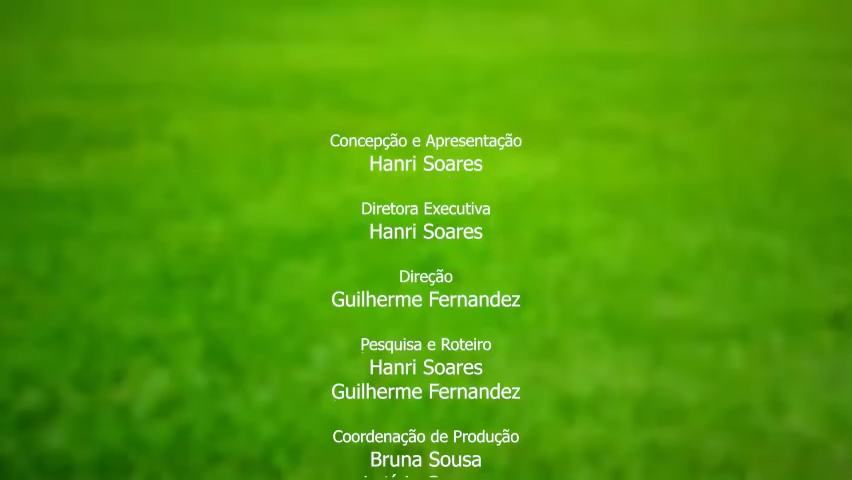 Concepção e Apresentação
Hanri Soares
Diretora Executiva
Hanri Soares
Direção
Guilherme Fernandez
Pesquisa e Roteiro
Hanri Soares
Guilherme Fernandez
Coordenação de Produção
Bruna Sousa